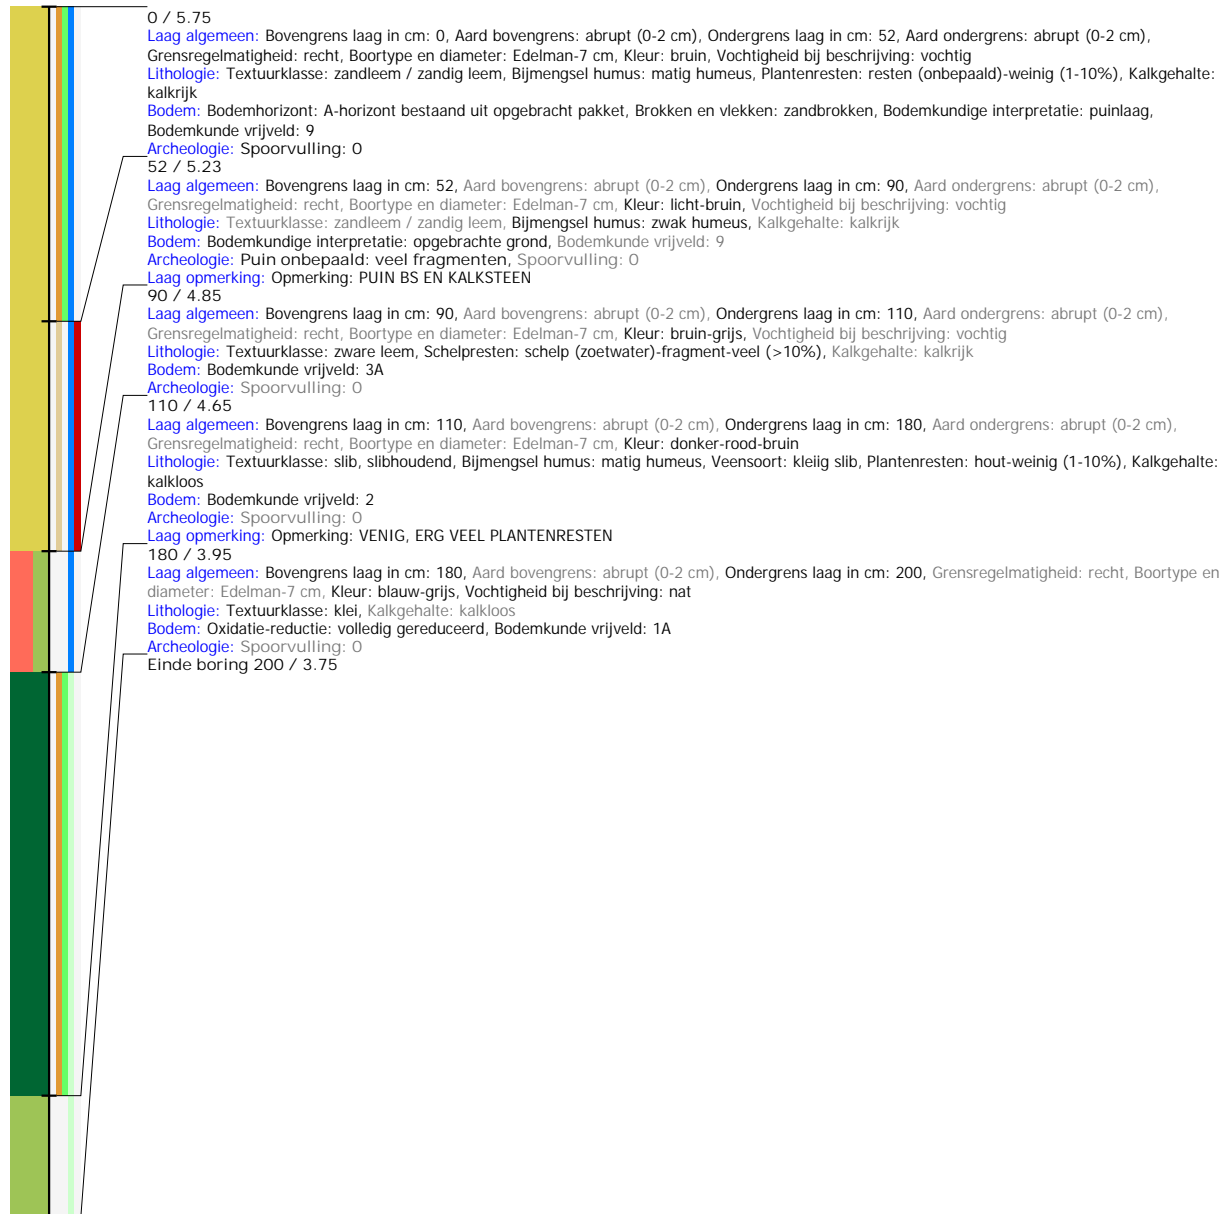 0 / 5.75
Laag algemeen: Bovengrens laag in cm: 0, Aard bovengrens: abrupt (0-2 cm), Ondergrens laag in cm: 52, Aard ondergrens: abrupt (0-2 cm),
Grensregelmatigheid: recht, Boortype en diameter: Edelman-7 cm, Kleur: bruin, Vochtigheid bij beschrijving: vochtig
Lithologie: Textuurklasse: zandleem / zandig leem, Bijmengsel humus: matig humeus, Plantenresten: resten (onbepaald)-weinig (1-10%), Kalkgehalte:
kalkrijk
Bodem: Bodemhorizont: A-horizont bestaand uit opgebracht pakket, Brokken en vlekken: zandbrokken, Bodemkundige interpretatie: puinlaag,
Bodemkunde vrijveld: 9
Archeologie: Spoorvulling: 0
52 / 5.23
Laag algemeen: Bovengrens laag in cm: 52, Aard bovengrens: abrupt (0-2 cm), Ondergrens laag in cm: 90, Aard ondergrens: abrupt (0-2 cm),
Grensregelmatigheid: recht, Boortype en diameter: Edelman-7 cm, Kleur: licht-bruin, Vochtigheid bij beschrijving: vochtig
Lithologie: Textuurklasse: zandleem / zandig leem, Bijmengsel humus: zwak humeus, Kalkgehalte: kalkrijk
Bodem: Bodemkundige interpretatie: opgebrachte grond, Bodemkunde vrijveld: 9
Archeologie: Puin onbepaald: veel fragmenten, Spoorvulling: 0
Laag opmerking: Opmerking: PUIN BS EN KALKSTEEN
90 / 4.85
Laag algemeen: Bovengrens laag in cm: 90, Aard bovengrens: abrupt (0-2 cm), Ondergrens laag in cm: 110, Aard ondergrens: abrupt (0-2 cm),
Grensregelmatigheid: recht, Boortype en diameter: Edelman-7 cm, Kleur: bruin-grijs, Vochtigheid bij beschrijving: vochtig
Lithologie: Textuurklasse: zware leem, Schelpresten: schelp (zoetwater)-fragment-veel (>10%), Kalkgehalte: kalkrijk
Bodem: Bodemkunde vrijveld: 3A
Archeologie: Spoorvulling: 0
110 / 4.65
Laag algemeen: Bovengrens laag in cm: 110, Aard bovengrens: abrupt (0-2 cm), Ondergrens laag in cm: 180, Aard ondergrens: abrupt (0-2 cm),
Grensregelmatigheid: recht, Boortype en diameter: Edelman-7 cm, Kleur: donker-rood-bruin
Lithologie: Textuurklasse: slib, slibhoudend, Bijmengsel humus: matig humeus, Veensoort: kleiig slib, Plantenresten: hout-weinig (1-10%), Kalkgehalte:
kalkloos
Bodem: Bodemkunde vrijveld: 2
Archeologie: Spoorvulling: 0
Laag opmerking: Opmerking: VENIG, ERG VEEL PLANTENRESTEN
180 / 3.95
Laag algemeen: Bovengrens laag in cm: 180, Aard bovengrens: abrupt (0-2 cm), Ondergrens laag in cm: 200, Grensregelmatigheid: recht, Boortype en
diameter: Edelman-7 cm, Kleur: blauw-grijs, Vochtigheid bij beschrijving: nat
Lithologie: Textuurklasse: klei, Kalkgehalte: kalkloos
Bodem: Oxidatie-reductie: volledig gereduceerd, Bodemkunde vrijveld: 1A
Archeologie: Spoorvulling: 0
Einde boring 200 / 3.75